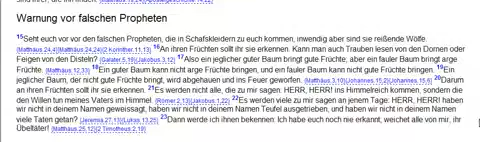 Warnung vor falschen Propheten
15Seht euch vor vor den falschen Propheten, die in Schafskleidern zu euch kommen, inwendig aber sind sie reißende Wölfe.
(Matthäus 24,4)(Matthäus 24,24)(2.Korinther 11,13) 16An ihren Früchten sollt ihr sie erkennen. Kann man auch Trauben lesen von den Dornen oder
Feigen von den Disteln? (Galater 5,19)(Jakobus 3,12) 17Also ein jeglicher guter Baum bringt gute Früchte; aber ein fauler Baum bringt arge
Früchte. (Matthäus 12,33) 18Ein guter Baum kann nicht arge Früchte bringen, und ein fauler Baum kann nicht gute Früchte bringen. 19Ein
jeglicher Baum, der nicht gute Früchte bringt, wird abgehauen und ins Feuer geworfen. (Matthäus 3,10)(Johannes 15,2)(Johannes 15,6) 20Darum
an ihren Früchten sollt ihr sie erkennen. 21Es werden nicht alle, die zu mir sagen: HERR, HERR! ins Himmelreich kommen, sondern die
den Willen tun meines Vaters im Himmel. (Römer 2,13)(Jakobus 1,22) 22Es werden viele zu mir sagen an jenem Tage: HERR, HERR! haben
wir nicht in deinem Namen geweissagt, haben wir nicht in deinem Namen Teufel ausgetrieben, und haben wir nicht in deinem Namen
viele Taten getan? (Jeremia 27,15)(Lukas 13,25) 23Dann werde ich ihnen bekennen: Ich habe euch noch nie erkannt; weichet alle von mir, ihr
Übeltäter! (Matthäus 25,12)(2.Timotheus 2,19)